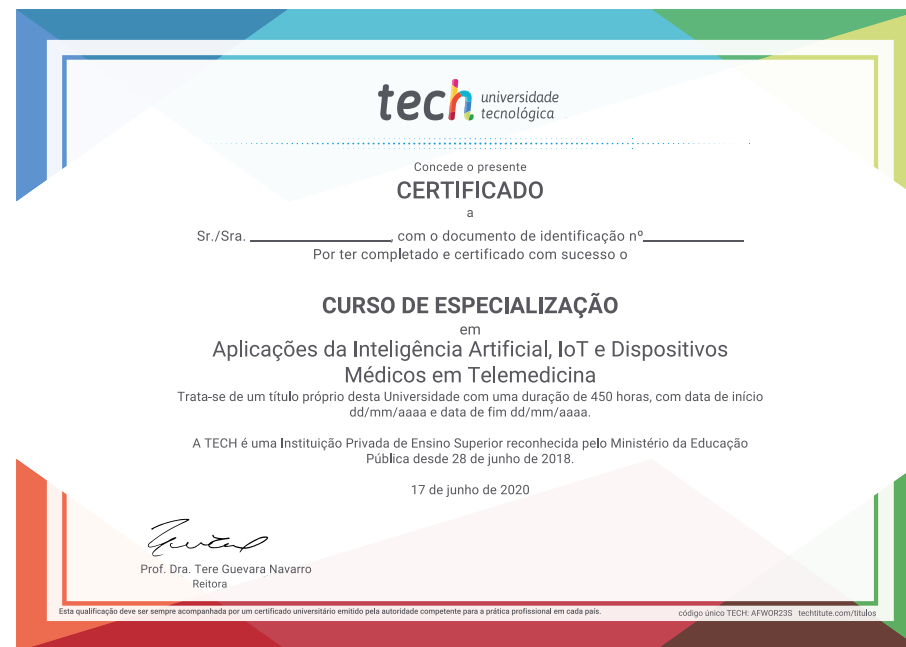 tech universidade
tecnológica
Concede o presente
CERTIFICADO
a
Sr./Sra. ____________________, com o documento de identificação nº______________
Por ter completado e certificado com sucesso o
CURSO DE ESPECIALIZAÇÃO
em
Aplicações da Inteligência Artificial, IoT e Dispositivos
Médicos em Telemedicina
Trata-se de um título próprio desta Universidade com uma duração de 450 horas, com data de início
dd/mm/aaaa e data de fim dd/mm/aaaa.
A TECH é uma Instituição Privada de Ensino Superior reconhecida pelo Ministério da Educação
Pública desde 28 de junho de 2018.
17 de junho de 2020
Prof. Dra. Tere Guevara Navarro
Reitora
Esta qualificação deve ser sempre acompanhada por um certificado universitário emitido pela autoridade competente para a prática profissional em cada país.
código único TECH: AFWOR23S techtitute.com/titulos